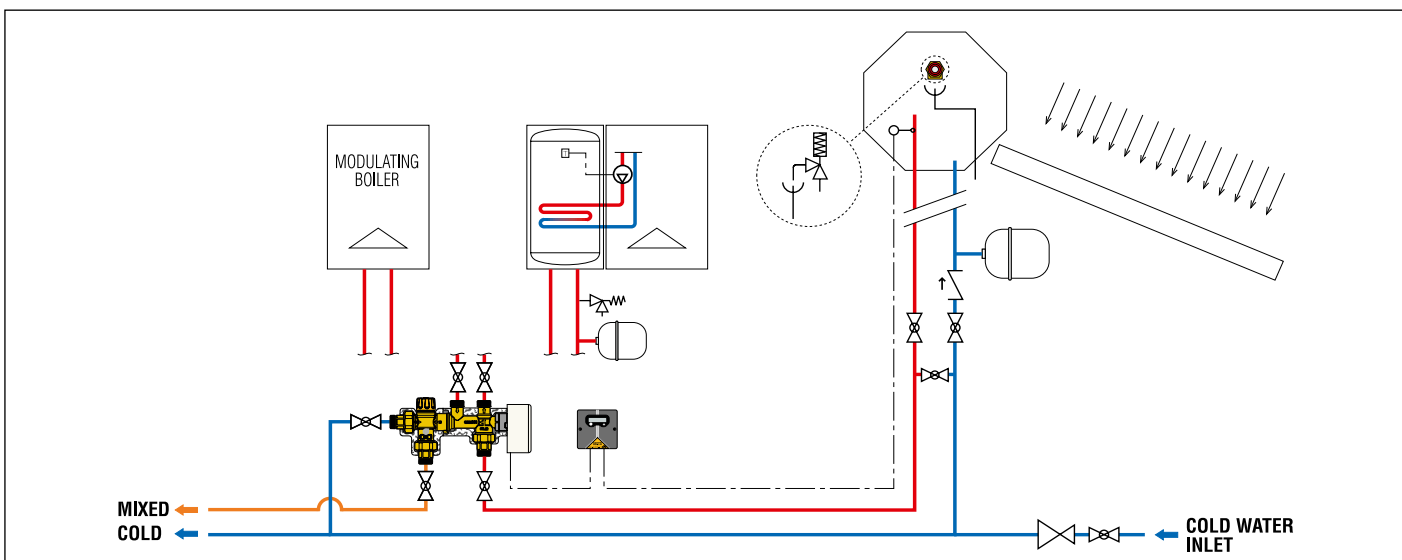 MODULATING
BOILER
T
MIXED
COLD
COLD WATER
INLET